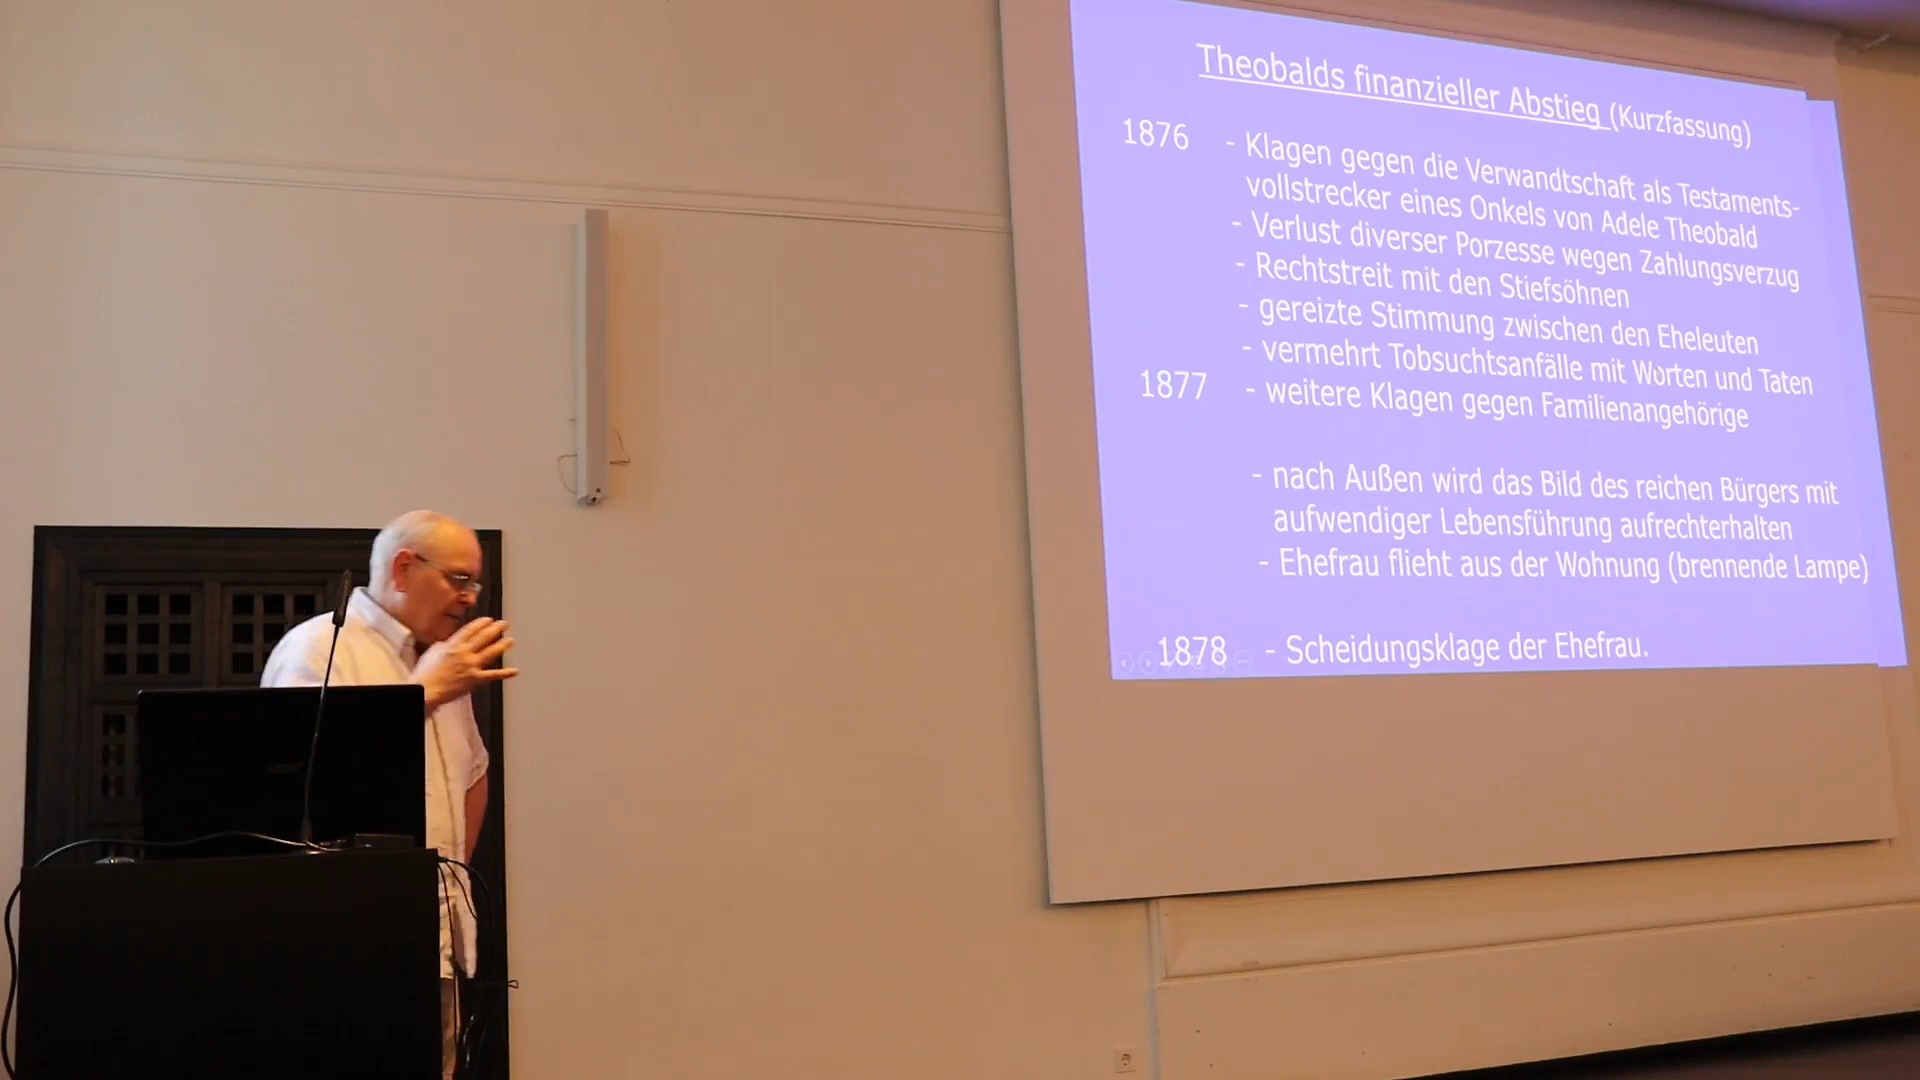 Theobalds finanzieller Abstieg (Kurzfassung)
1876 - Klagen gegen die Verwandtschaft als Testaments-
vollstrecker eines Onkels von Adele Theobald
- Verlust diverser Porzesse wegen Zahlungsverzug
- Rechtstreit mit den Stiefsöhnen
- gereizte Stimmung zwischen den Eheleuten
- vermehrt Tobsuchtsanfälle mit Worten und Taten
1877 - weitere Klagen gegen Familienangehörige
- nach Außen wird das Bild des reichen Bürgers mit
aufwendiger Lebensführung aufrechterhalten
- Ehefrau flieht aus der Wohnung (brennende Lampe)
1878 - Scheidungsklage der Ehefrau.